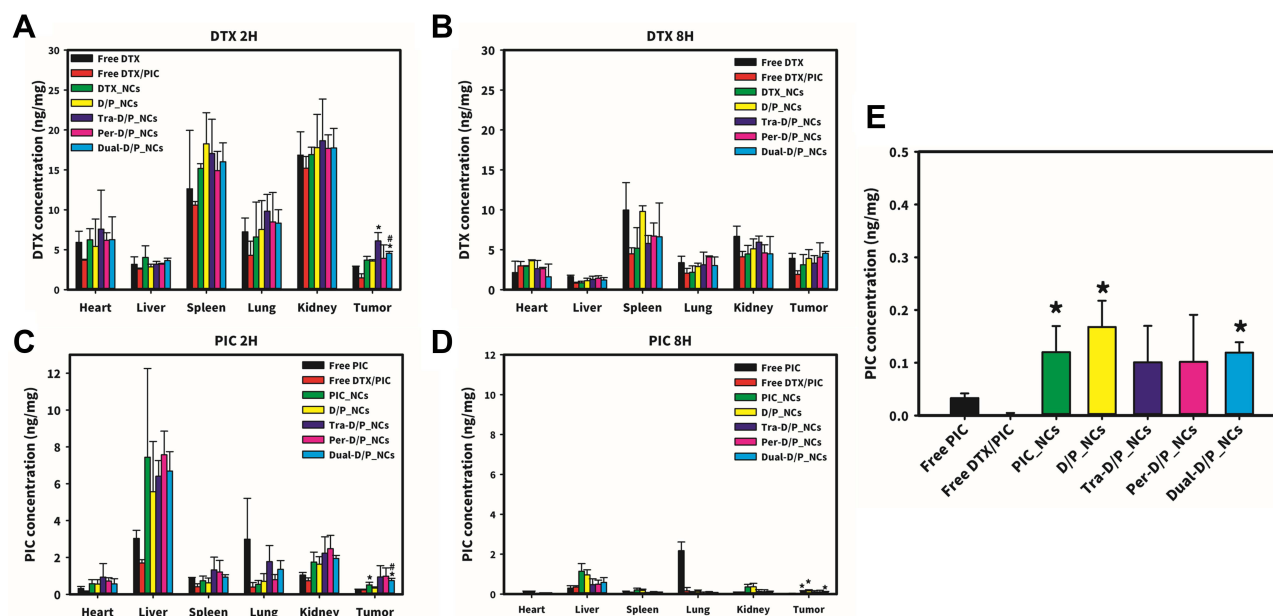 A
DTX 2H
DTX concentration (ng/mg)
30
25
20
15
10
5
0
Free DTX
Free DTX/PIC
DTX_NCs
D/P_NCs
Tra-D/P_NCs
Per-D/P_NCs
Dual-D/P_NCs
*
#
*
Heart Liver Spleen Lung Kidney Tumor
B
DTX 8H
DTX concentration (ng/mg)
30
25
20
15
10
5
0
Free DTX
Free DTX/PIC
DTX_NCs
D/P_NCs
Tra-D/P_NCs
Per-D/P_NCs
Dual-D/P_NCs
Heart Liver Spleen Lung Kidney Tumor
C
PIC 2H
PIC concentration (ng/mg)
12
10
8
6
4
2
0
Free PIC
Free DTX/PIC
PIC_NCs
D/P_NCs
Tra-D/P_NCs
Per-D/P_NCs
Dual-D/P_NCs
*
#
*
Heart Liver Spleen Lung Kidney Tumor
D
PIC 8H
PIC concentration (ng/mg)
12
10
8
6
4
2
0
Free PIC
Free DTX/PIC
PIC_NCs
D/P_NCs
Tra-D/P_NCs
Per-D/P_NCs
Dual-D/P_NCs
* * *
Heart Liver Spleen Lung Kidney Tumor
E
PIC concentration (ng/mg)
0.5
0.4
0.3
0.2
0.1
0.0
* * *
Free PIC
Free DTX/PIC
PIC_NCs
D/P_NCs
Tra-D/P_NCs
Per-D/P_NCs
Dual-D/P_NCs